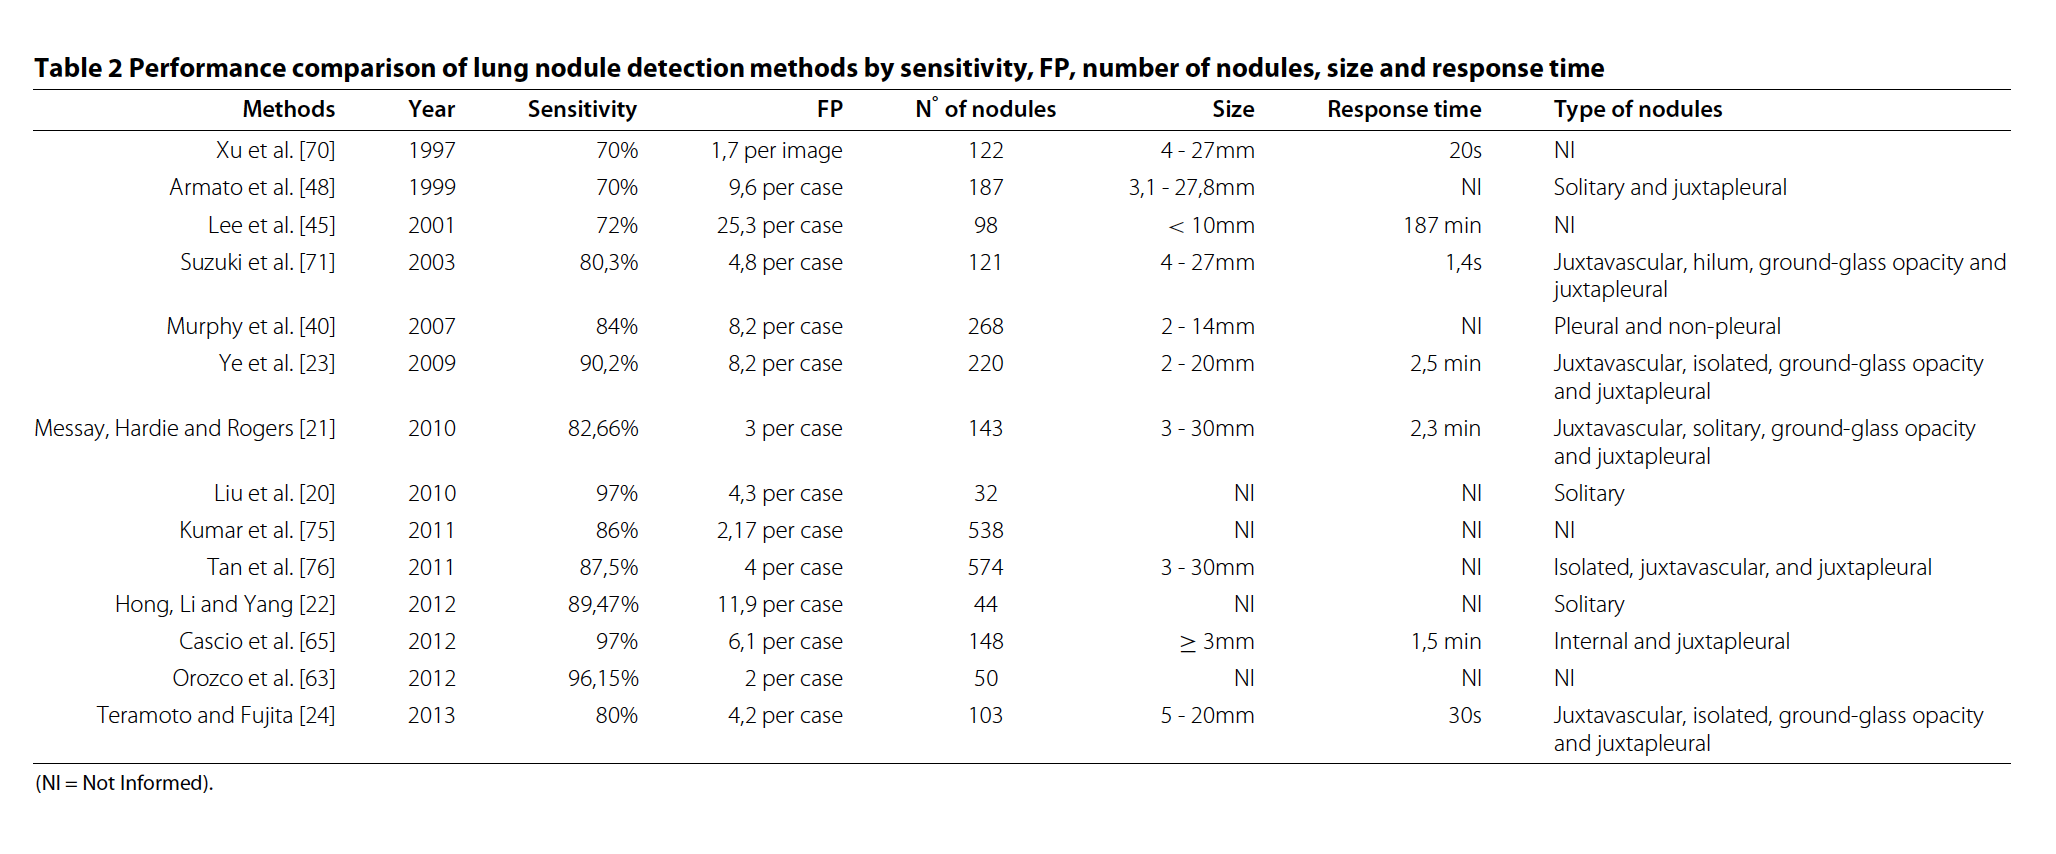 Table 2 Performance comparison of lung nodule detection methods by sensitivity, FP, number of nodules, size and response time
Methods Year Sensitivity FP N° of nodules Size Response time Type of nodules
Xu et al. [70] 1997 70% 1,7 per image 122 4 - 27mm 20s NI
Armato et al. [48] 1999 70% 9,6 per case 187 3,1 - 27,8mm NI Solitary and juxtapleural
Lee et al. [45] 2001 72% 25,3 per case 98 < 10mm 187 min NI
Suzuki et al. [71] 2003 80,3% 4,8 per case 121 4 - 27mm 1,4s Juxtavascular, hilum, ground-glass opacity and
juxtapleural
Murphy et al. [40] 2007 84% 8,2 per case 268 2 - 14mm NI Pleural and non-pleural
Ye et al. [23] 2009 90,2% 8,2 per case 220 2 - 20mm 2,5 min Juxtavascular, isolated, ground-glass opacity
and juxtapleural
Messay, Hardie and Rogers [21] 2010 82,66% 3 per case 143 3 - 30mm 2,3 min Juxtavascular, solitary, ground-glass opacity
and juxtapleural
Liu et al. [20] 2010 97% 4,3 per case 32 NI NI Solitary
Kumar et al. [75] 2011 86% 2,17 per case 538 NI NI NI
Tan et al. [76] 2011 87,5% 4 per case 574 3 - 30mm NI Isolated, juxtavascular, and juxtapleural
Hong, Li and Yang [22] 2012 89,47% 11,9 per case 44 NI NI Solitary
Cascio et al. [65] 2012 97% 6,1 per case 148 ≥ 3mm 1,5 min Internal and juxtapleural
Orozco et al. [63] 2012 96,15% 2 per case 50 NI NI NI
Teramoto and Fujita [24] 2013 80% 4,2 per case 103 5 - 20mm 30s Juxtavascular, isolated, ground-glass opacity
and juxtapleural
(NI = Not Informed).